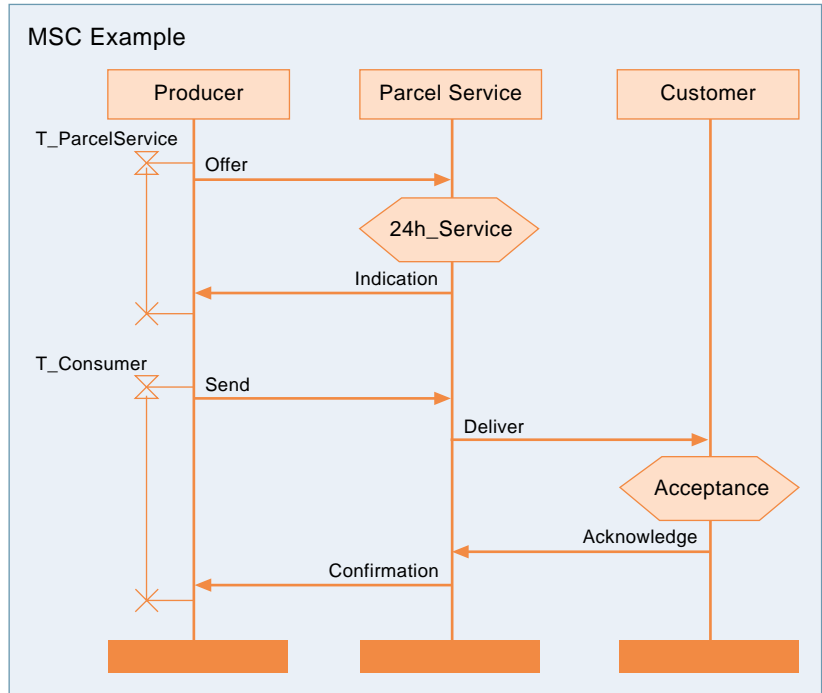 MSC Example
Producer
Parcel Service
Customer
T_ParcelService
Offer
24h_Service
Indication
T_Consumer
Send
Deliver
Acceptance
Acknowledge
Confirmation